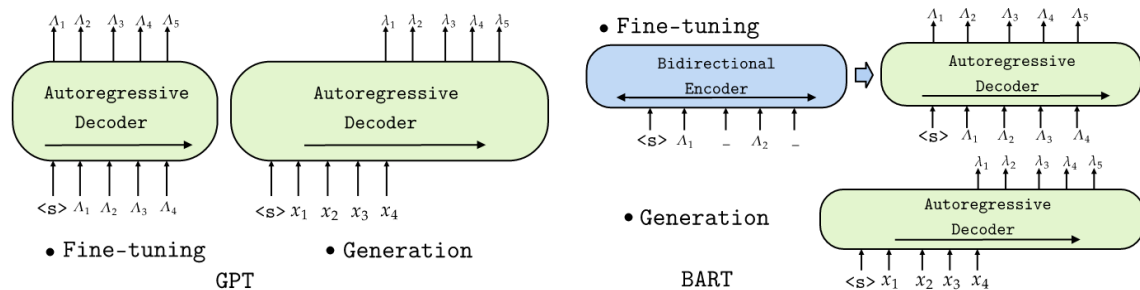 Λ₁ Λ₂ Λ₃ Λ₄ Λ₅
Autoregressive
Decoder
<s> Λ₁ Λ₂ Λ₃ Λ₄
• Fine-tuning
λ₁ λ₂ λ₃ λ₄ λ₅
Autoregressive
Decoder
<s> x₁ x₂ x₃ x₄
• Generation
GPT
• Fine-tuning
Bidirectional
Encoder
<s> Λ₁ _ Λ₂ _
Λ₁ Λ₂ Λ₃ Λ₄ Λ₅
Autoregressive
Decoder
<s> Λ₁ Λ₂ Λ₃ Λ₄
• Generation
λ₁ λ₂ λ₃ λ₄ λ₅
Autoregressive
Decoder
<s> x₁ x₂ x₃ x₄
BART